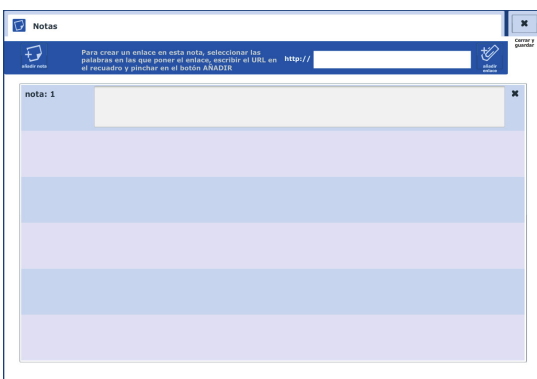 Notas
Cerrar y
guardar
añadir nota
Para crear un enlace en esta nota, seleccionar las
palabras en las que poner el enlace, escribir el URL en
el recuadro y pinchar en el botón AÑADIR
http://
añadir
enlace
nota: 1